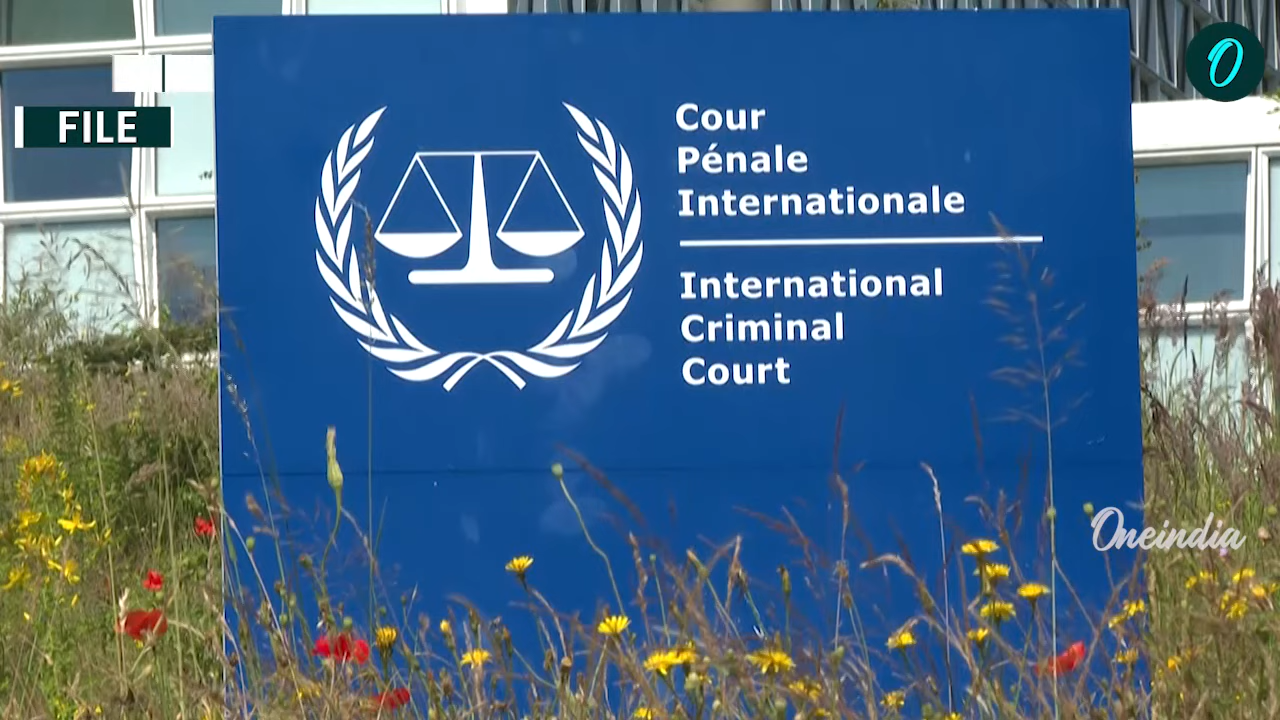 FILE
Cour
Pénale
Internationale
International
Criminal
Court
Oneindia